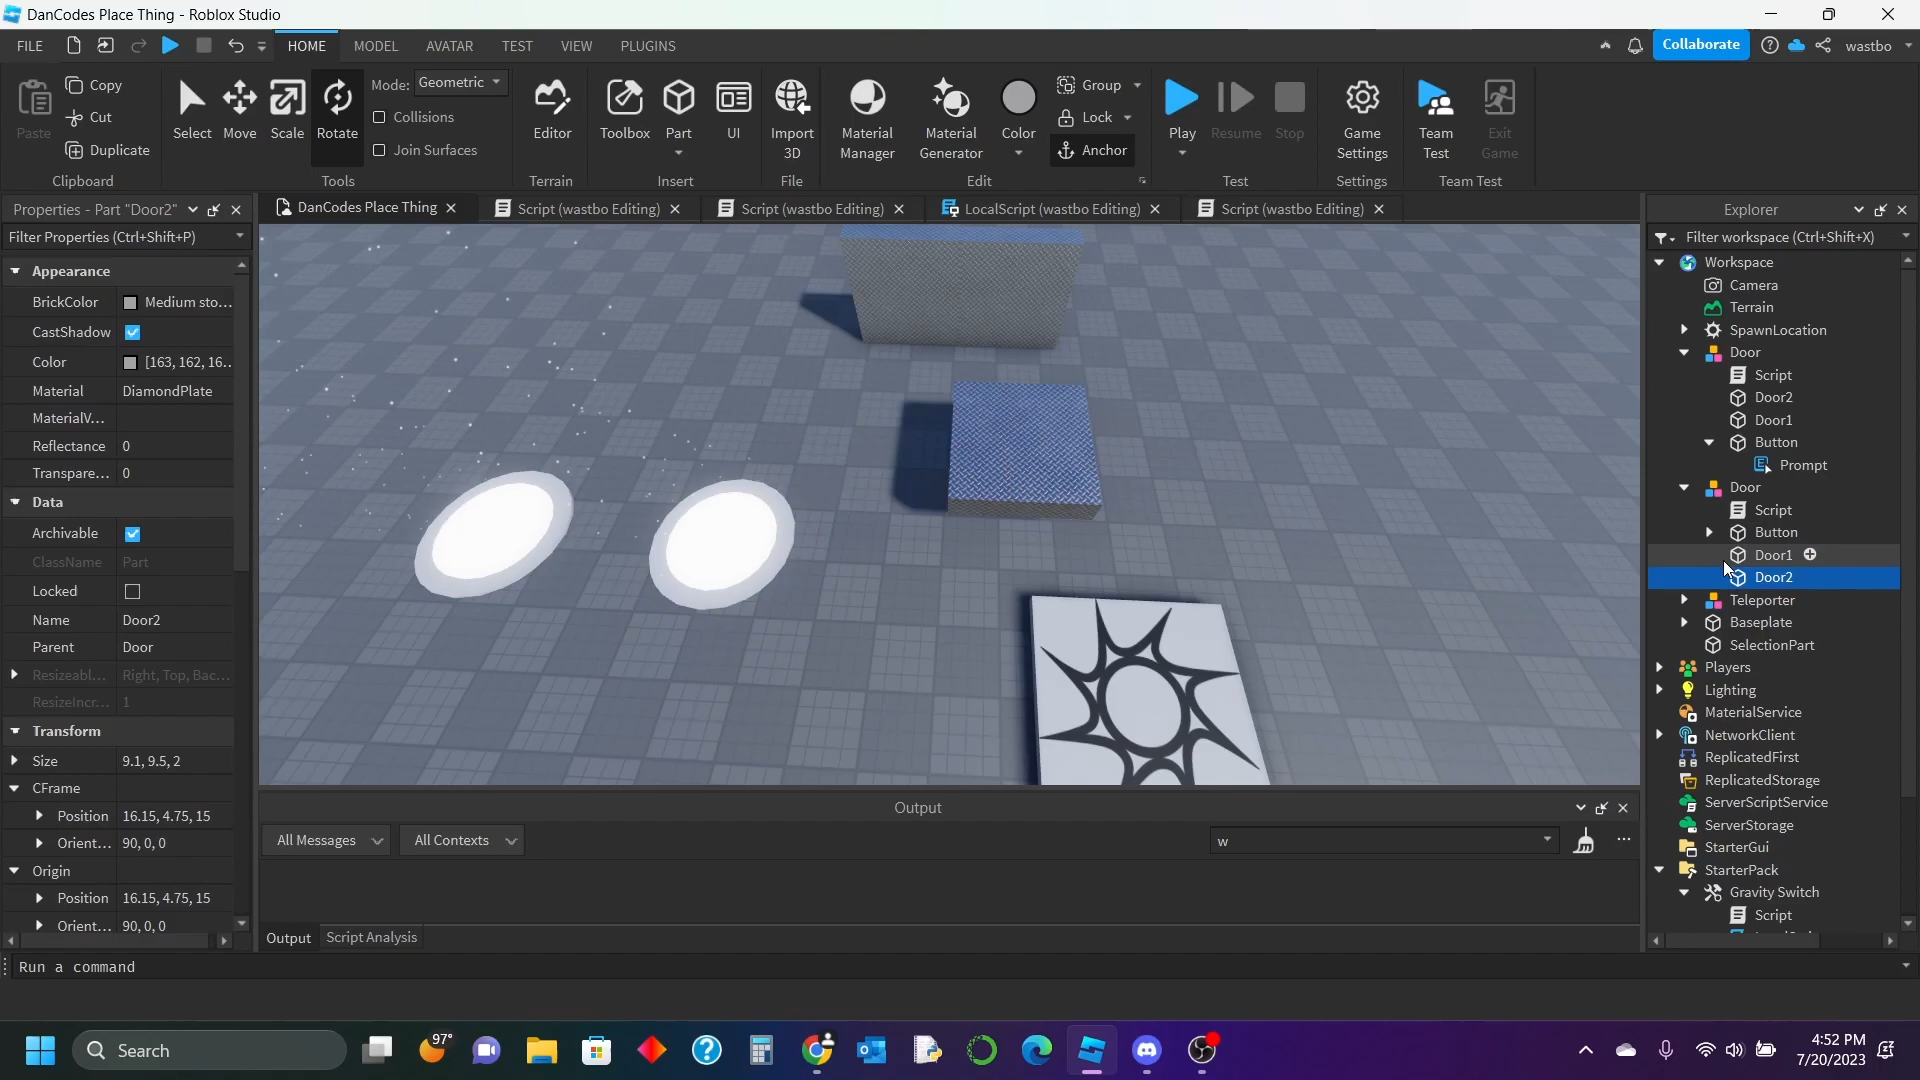 DanCodes Place Thing - Roblox Studio
FILE HOME MODEL AVATAR TEST VIEW PLUGINS Collaborate wastbo
Paste Copy Cut Duplicate Clipboard
Select Move Scale Rotate Mode: Geometric Collisions Join Surfaces Tools
Editor Terrain
Toolbox Part UI Insert
Import 3D File
Material Manager Material Generator Color Group Lock Anchor Edit
Play Resume Stop Test
Game Settings Settings
Team Test Exit Game Team Test
Properties - Part "Door2"
Filter Properties (Ctrl+Shift+P)
Appearance
BrickColor Medium sto...
CastShadow
Color [163, 162, 16...
Material DiamondPlate
MaterialV...
Reflectance 0
Transpare... 0
Data
Archivable
ClassName Part
Locked
Name Door2
Parent Door
Resizeabl... Right, Top, Bac...
ResizeIncr... 1
Transform
Size 9.1, 9.5, 2
CFrame
Position 16.15, 4.75, 15
Orient... 90, 0, 0
Origin
Position 16.15, 4.75, 15
Orient... 90, 0, 0
DanCodes Place Thing Script (wastbo Editing) Script (wastbo Editing) LocalScript (wastbo Editing) Script (wastbo Editing)
Output
All Messages All Contexts w
Output Script Analysis
Explorer
Filter workspace (Ctrl+Shift+X)
Workspace
Camera
Terrain
SpawnLocation
Door
Script
Door2
Door1
Button
Prompt
Door
Script
Button
Door1
Door2
Teleporter
Baseplate
SelectionPart
Players
Lighting
MaterialService
NetworkClient
ReplicatedFirst
ReplicatedStorage
ServerScriptService
ServerStorage
StarterGui
StarterPack
Gravity Switch
Script
Run a command
Search 97° 4:52 PM
7/20/2023